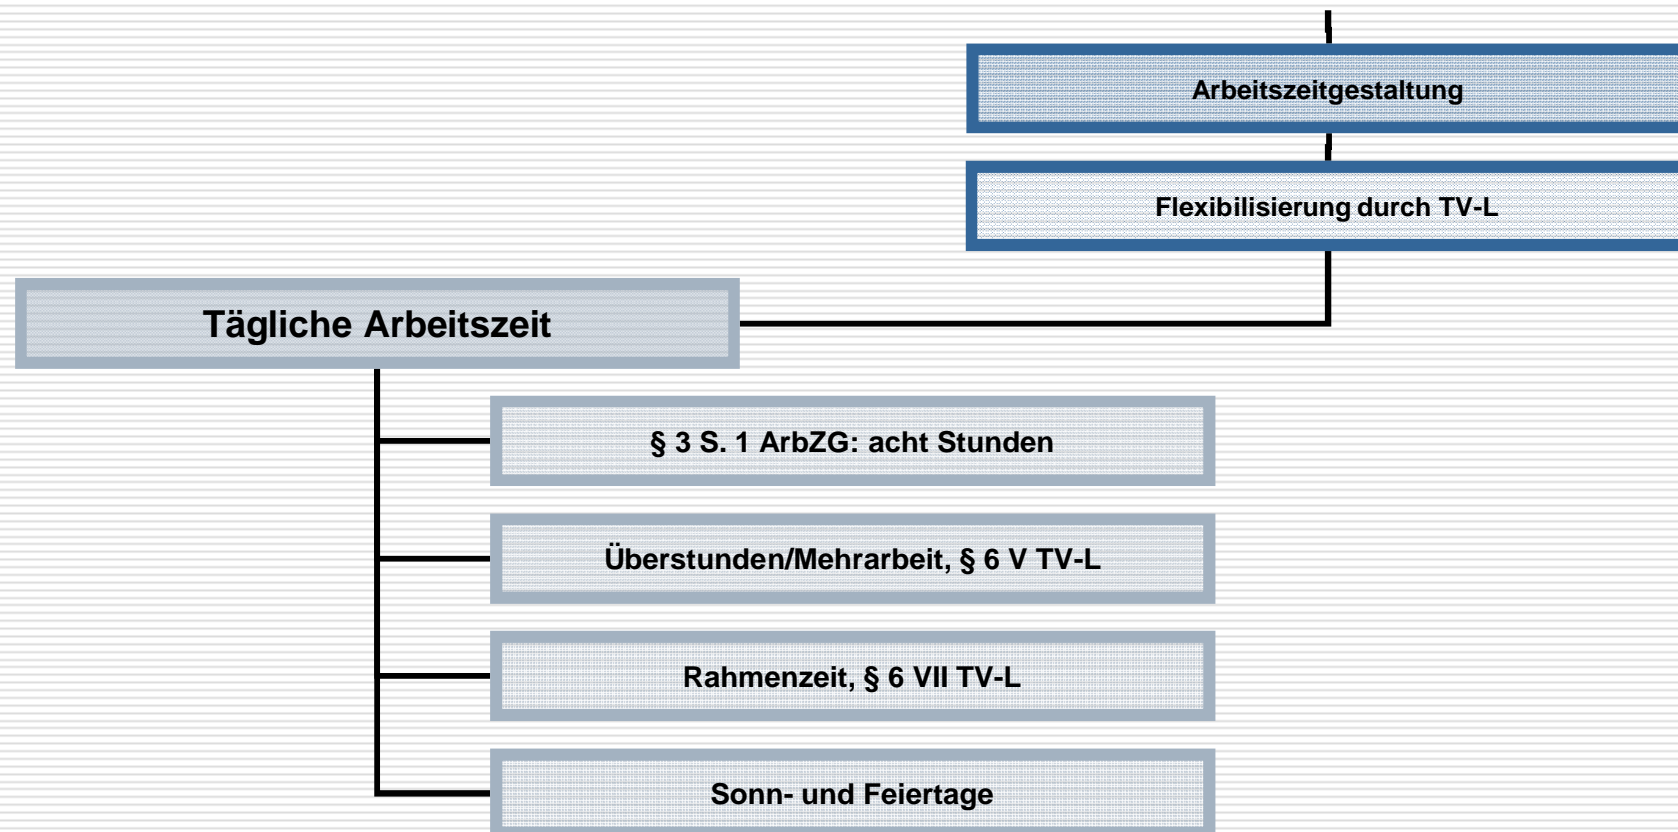 Arbeitszeitgestaltung
Flexibilisierung durch TV-L
Tägliche Arbeitszeit
§ 3 S. 1 ArbZG: acht Stunden
Überstunden/Mehrarbeit, § 6 V TV-L
Rahmenzeit, § 6 VII TV-L
Sonn- und Feiertage